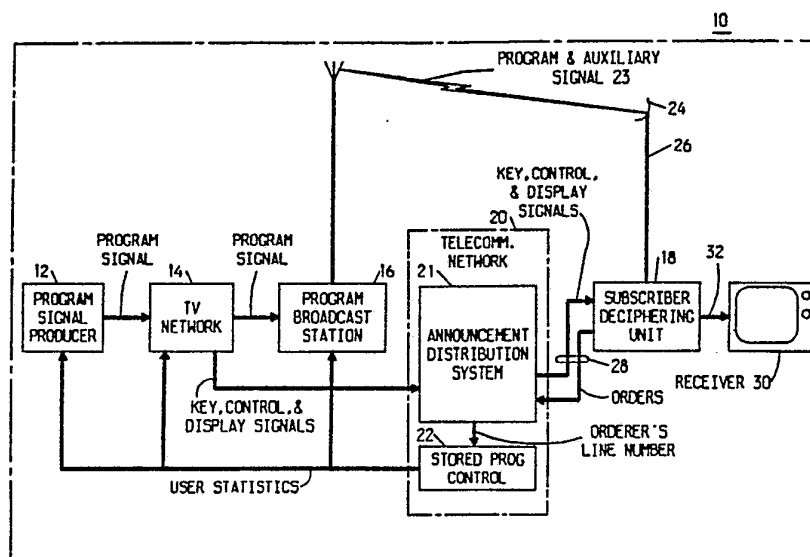 10
PROGRAM & AUXILIARY
SIGNAL 23
24
26
KEY, CONTROL,
& DISPLAY
SIGNALS
20
TELECOMM.
NETWORK
PROGRAM
SIGNAL
PROGRAM
SIGNAL
12
PROGRAM
SIGNAL
PRODUCER
14
TV
NETWORK
16
PROGRAM
BROADCAST
STATION
21
ANNOUNCEMENT
DISTRIBUTION
SYSTEM
18
SUBSCRIBER
DECIPHERING
UNIT
32
28
RECEIVER 30
ORDERS
KEY, CONTROL, &
DISPLAY SIGNALS
22
STORED PROG
CONTROL
ORDERER'S
LINE NUMBER
USER STATISTICS